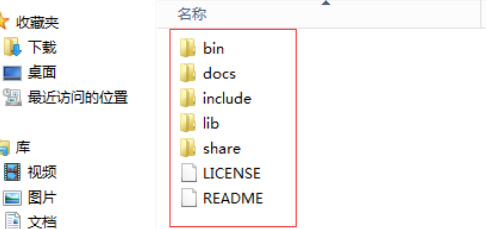 收藏夹
下载
桌面
最近访问的位置
库
视频
图片
文档
名称
bin
docs
include
lib
share
LICENSE
README